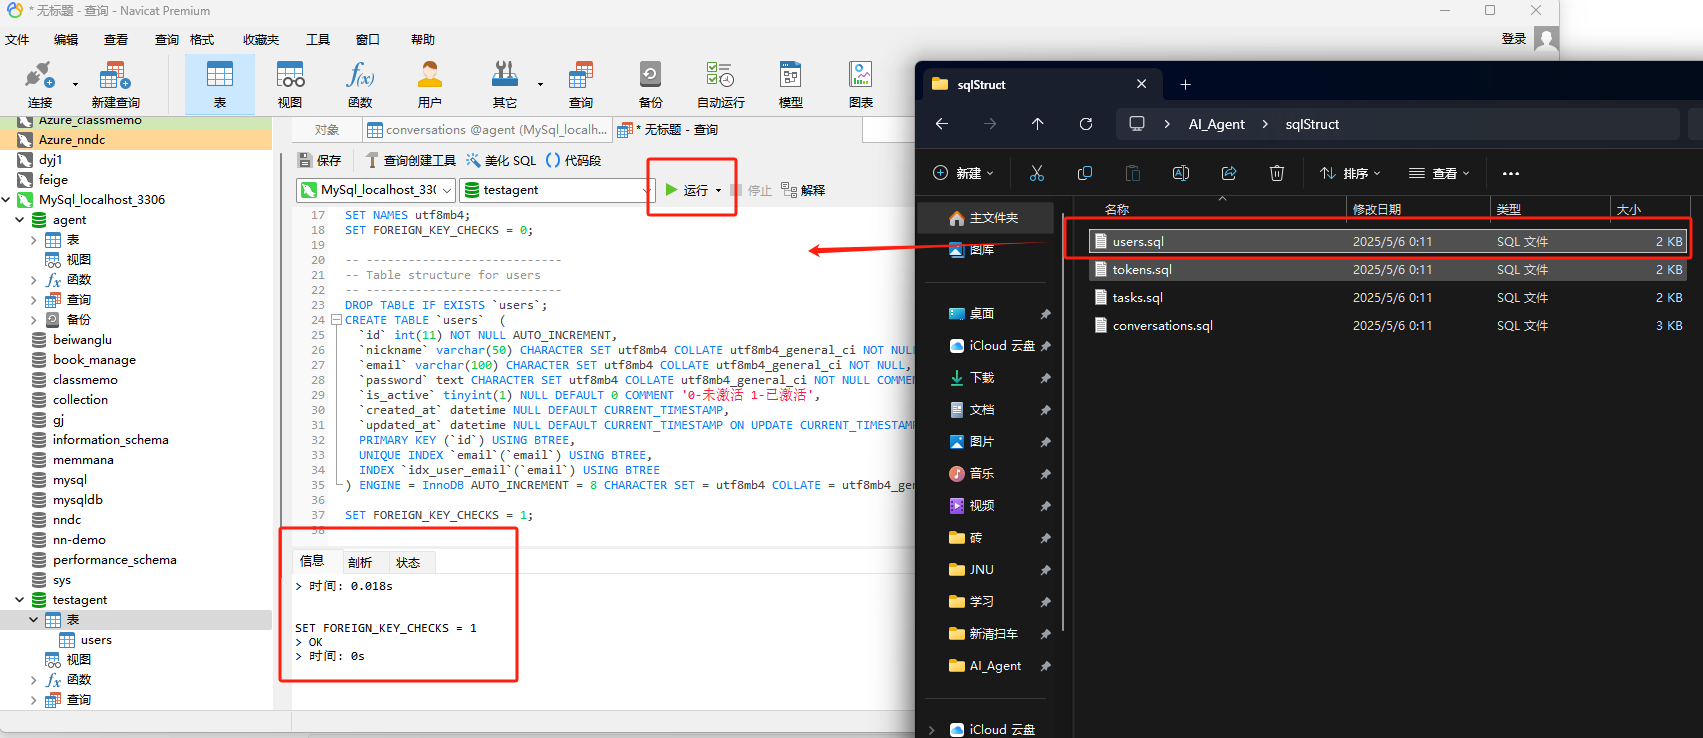 * 无标题 - 查询 - Navicat Premium
文件 编辑 查看 查询 格式 收藏夹 工具 窗口 帮助
登录
连接 新建查询 表 视图 函数 用户 其它 查询 备份 自动运行 模型 图表
Azure_classmemo
Azure_nndc
dyj1
feige
MySql_localhost_3306
agent
表
视图
函数
查询
备份
beiwanglu
book_manage
classmemo
collection
gj
information_schema
memmana
mysql
mysqldb
nndc
nn-demo
performance_schema
sys
testagent
表
users
视图
函数
查询
对象 conversations @agent (MySql_localh... * 无标题 - 查询
保存 查询创建工具 美化 SQL 代码段
MySql_localhost_330 testagent 运行 停止 解释
17 SET NAMES utf8mb4;
18 SET FOREIGN_KEY_CHECKS = 0;
19
20 -- ----------------------------
21 -- Table structure for users
22 -- ----------------------------
23 DROP TABLE IF EXISTS `users`;
24 CREATE TABLE `users`  (
25 `id` int(11) NOT NULL AUTO_INCREMENT,
26 `nickname` varchar(50) CHARACTER SET utf8mb4 COLLATE utf8mb4_general_ci NOT NULL
27 `email` varchar(100) CHARACTER SET utf8mb4 COLLATE utf8mb4_general_ci NOT NULL,
28 `password` text CHARACTER SET utf8mb4 COLLATE utf8mb4_general_ci NOT NULL COMMEN
29 `is_active` tinyint(1) NULL DEFAULT 0 COMMENT '0-未激活 1-已激活',
30 `created_at` datetime NULL DEFAULT CURRENT_TIMESTAMP,
31 `updated_at` datetime NULL DEFAULT CURRENT_TIMESTAMP ON UPDATE CURRENT_TIMESTAMP
32 PRIMARY KEY (`id`) USING BTREE,
33 UNIQUE INDEX `email`(`email`) USING BTREE,
34 INDEX `idx_user_email`(`email`) USING BTREE
35 ) ENGINE = InnoDB AUTO_INCREMENT = 8 CHARACTER SET = utf8mb4 COLLATE = utf8mb4_ge
36
37 SET FOREIGN_KEY_CHECKS = 1;
38
信息 剖析 状态
> 时间: 0.018s
SET FOREIGN_KEY_CHECKS = 1
> OK
> 时间: 0s
sqlStruct
AI_Agent > sqlStruct
新建 排序 查看
主文件夹
图库
桌面
iCloud 云盘
下载
文档
图片
音乐
视频
砖
JNU
学习
新清扫车
AI_Agent
iCloud 云盘
名称 修改日期 类型 大小
users.sql 2025/5/6 0:11 SQL 文件 2 KB
tokens.sql 2025/5/6 0:11 SQL 文件 2 KB
tasks.sql 2025/5/6 0:11 SQL 文件 2 KB
conversations.sql 2025/5/6 0:11 SQL 文件 3 KB